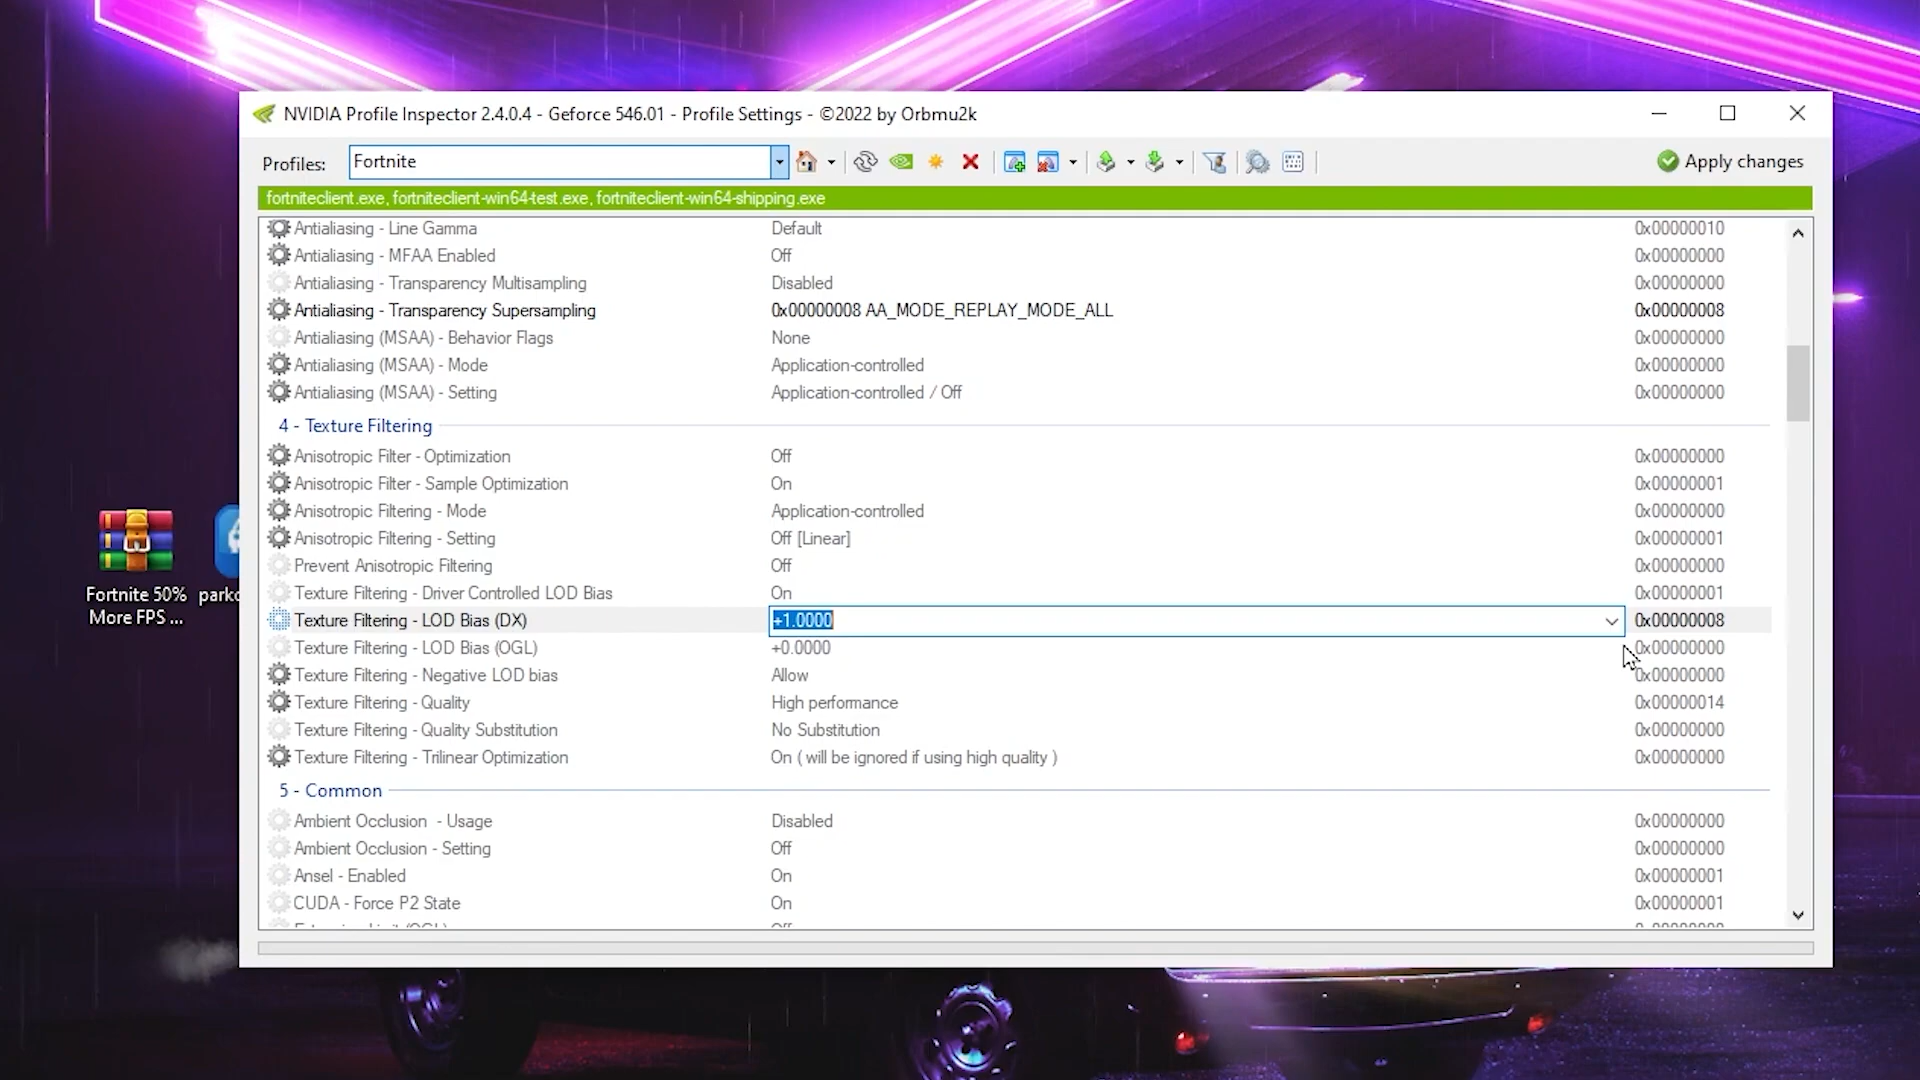 NVIDIA Profile Inspector 2.4.0.4 - Geforce 546.01 - Profile Settings - ©2022 by Orbmu2k
Profiles: Fortnite Apply changes
fortniteclient.exe, fortniteclient-win64-test.exe, fortniteclient-win64-shipping.exe
Antialiasing - Line Gamma Default 0x00000010
Antialiasing - MFAA Enabled Off 0x00000000
Antialiasing - Transparency Multisampling Disabled 0x00000000
Antialiasing - Transparency Supersampling 0x00000008 AA_MODE_REPLAY_MODE_ALL 0x00000008
Antialiasing (MSAA) - Behavior Flags None 0x00000000
Antialiasing (MSAA) - Mode Application-controlled 0x00000000
Antialiasing (MSAA) - Setting Application-controlled / Off 0x00000000
4 - Texture Filtering
Anisotropic Filter - Optimization Off 0x00000000
Anisotropic Filter - Sample Optimization On 0x00000001
Anisotropic Filtering - Mode Application-controlled 0x00000000
Anisotropic Filtering - Setting Off [Linear] 0x00000001
Prevent Anisotropic Filtering Off 0x00000000
Texture Filtering - Driver Controlled LOD Bias On 0x00000001
Texture Filtering - LOD Bias (DX) +1.0000 0x00000008
Texture Filtering - LOD Bias (OGL) +0.0000 0x00000000
Texture Filtering - Negative LOD bias Allow 0x00000000
Texture Filtering - Quality High performance 0x00000014
Texture Filtering - Quality Substitution No Substitution 0x00000000
Texture Filtering - Trilinear Optimization On ( will be ignored if using high quality ) 0x00000000
5 - Common
Ambient Occlusion - Usage Disabled 0x00000000
Ambient Occlusion - Setting Off 0x00000000
Ansel - Enabled On 0x00000001
CUDA - Force P2 State On 0x00000001
Fortnite 50%
More FPS ...